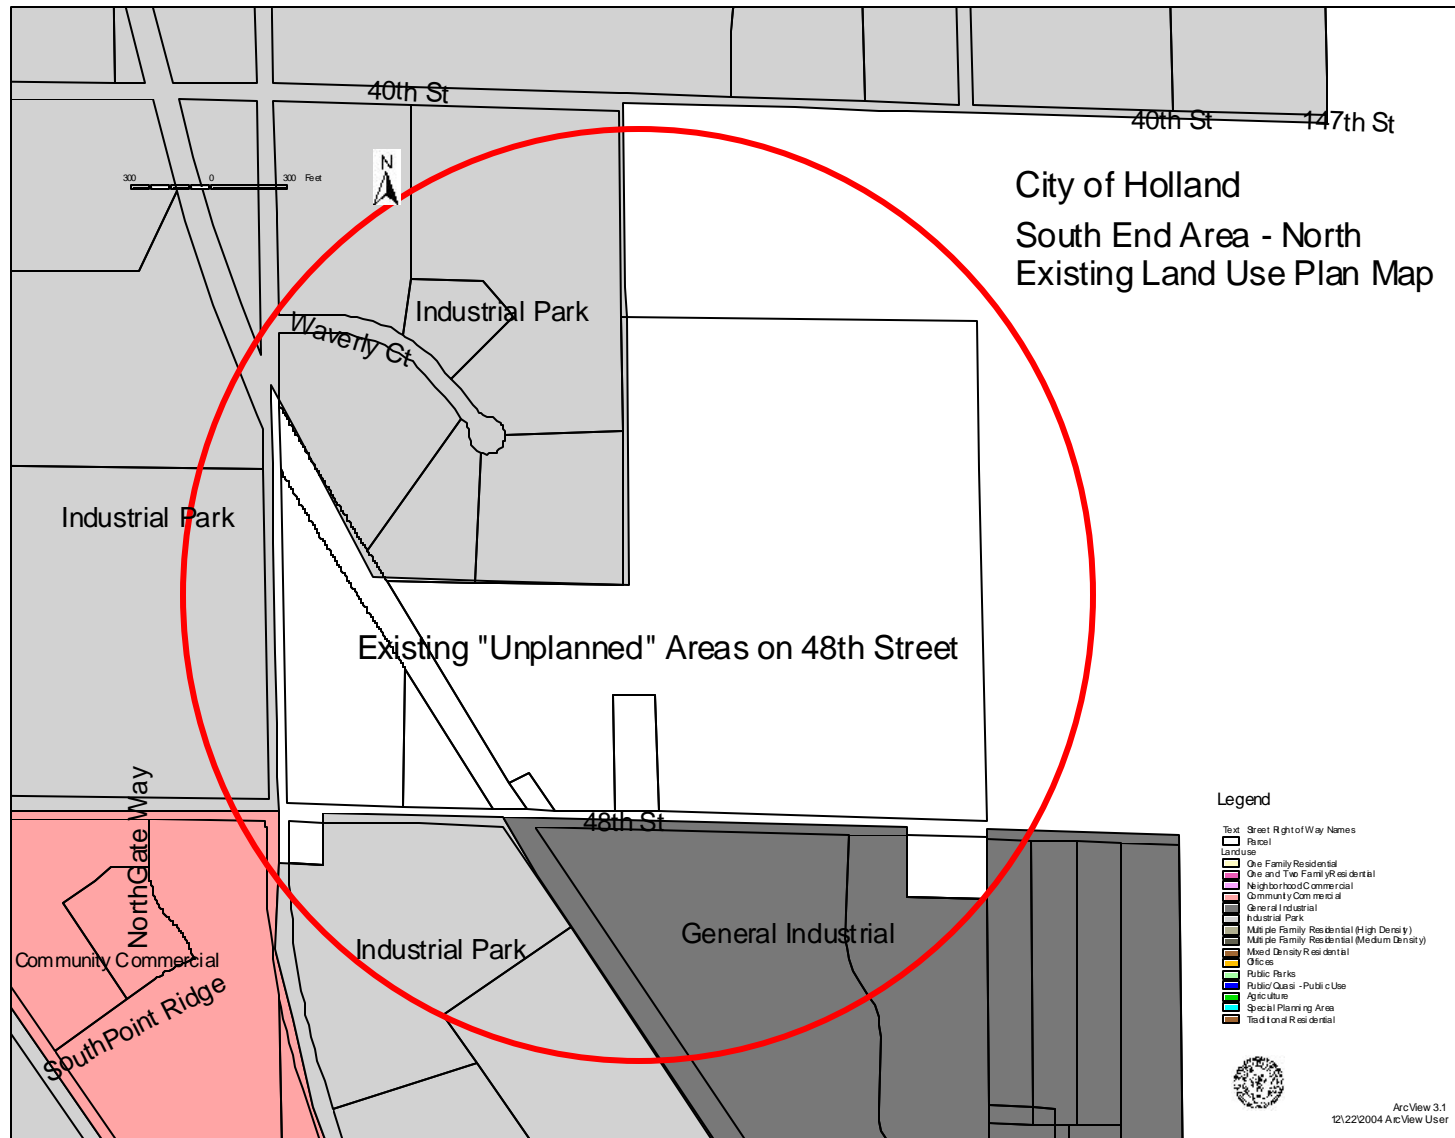 40th St
40th St
147th St
N
300 0 300 Feet
City of Holland
South End Area - North
Existing Land Use Plan Map
Industrial Park
Waverly Ct
Industrial Park
Existing "Unplanned" Areas on 48th Street
48th St
NorthGate Way
Community Commercial
SouthPoint Ridge
Industrial Park
General Industrial
Legend
Text Street Right of Way Names
Parcel
Landuse
One Family Residential
One and Two Family Residential
Neighborhood Commercial
Community Commercial
General Industrial
Industrial Park
Multiple Family Residential (High Density)
Multiple Family Residential (Medium Density)
Mixed Density Residential
Offices
Public Parks
Public/Quasi - Public Use
Agriculture
Special Planning Area
Traditional Residential
ArcView 3.1
12\22\2004 ArcView User